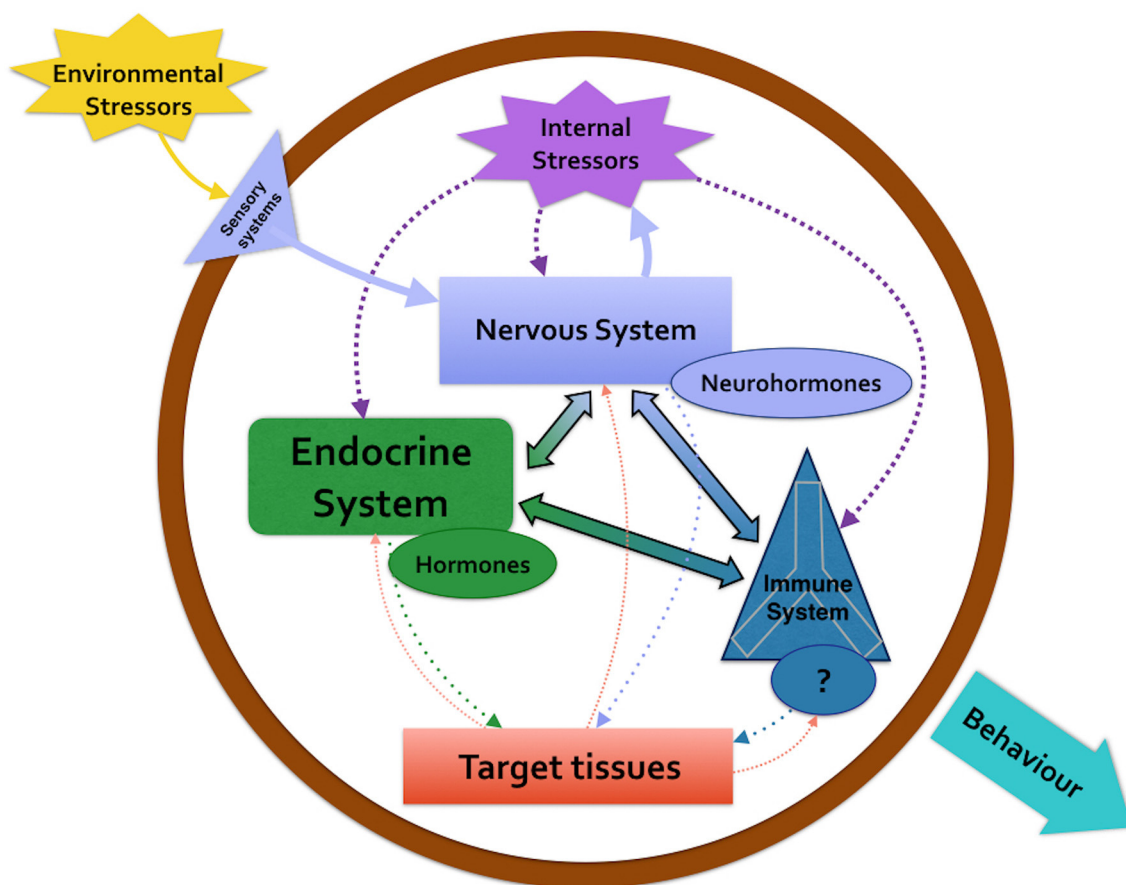 Environmental
Stressors
Internal
Stressors
Sensory
systems
Nervous System
Neurohormones
Endocrine
System
Hormones
Immune
System
?
Target tissues
Behaviour